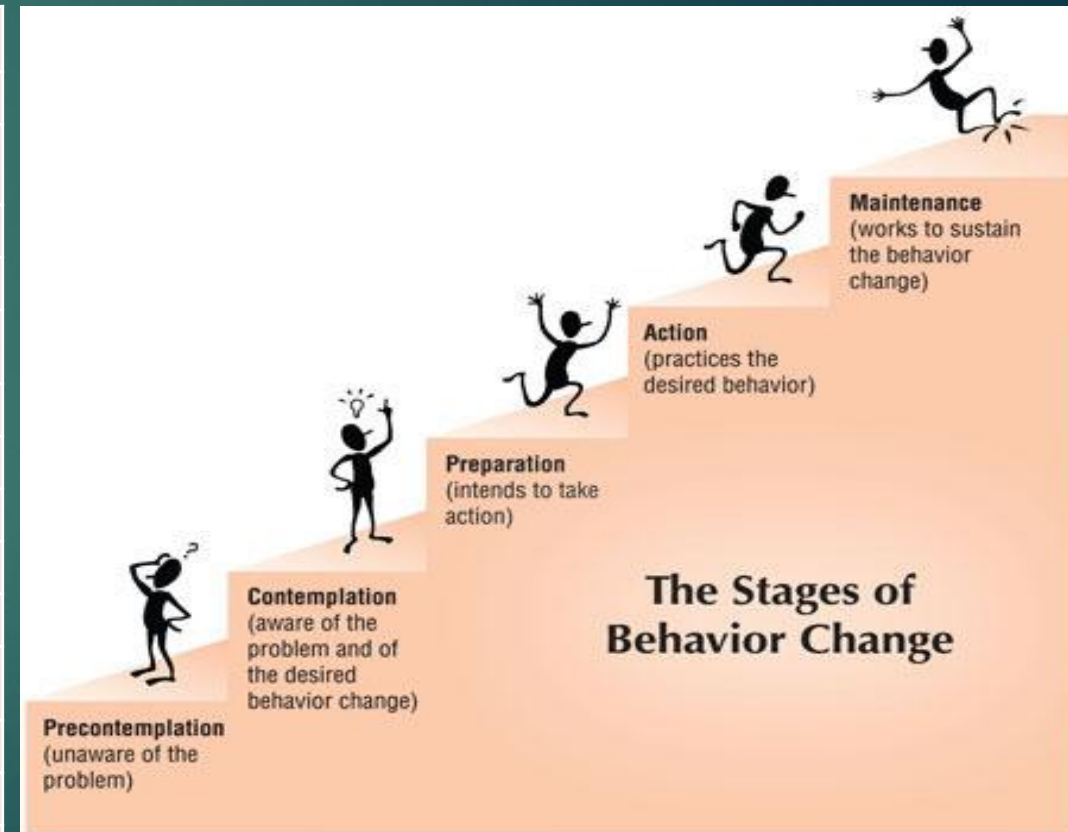 Maintenance
(works to sustain
the behavior
change)
Action
(practices the
desired behavior)
Preparation
(intends to take
action)
Contemplation
(aware of the
problem and of
the desired
behavior change)
Precontemplation
(unaware of the
problem)
The Stages of
Behavior Change
?